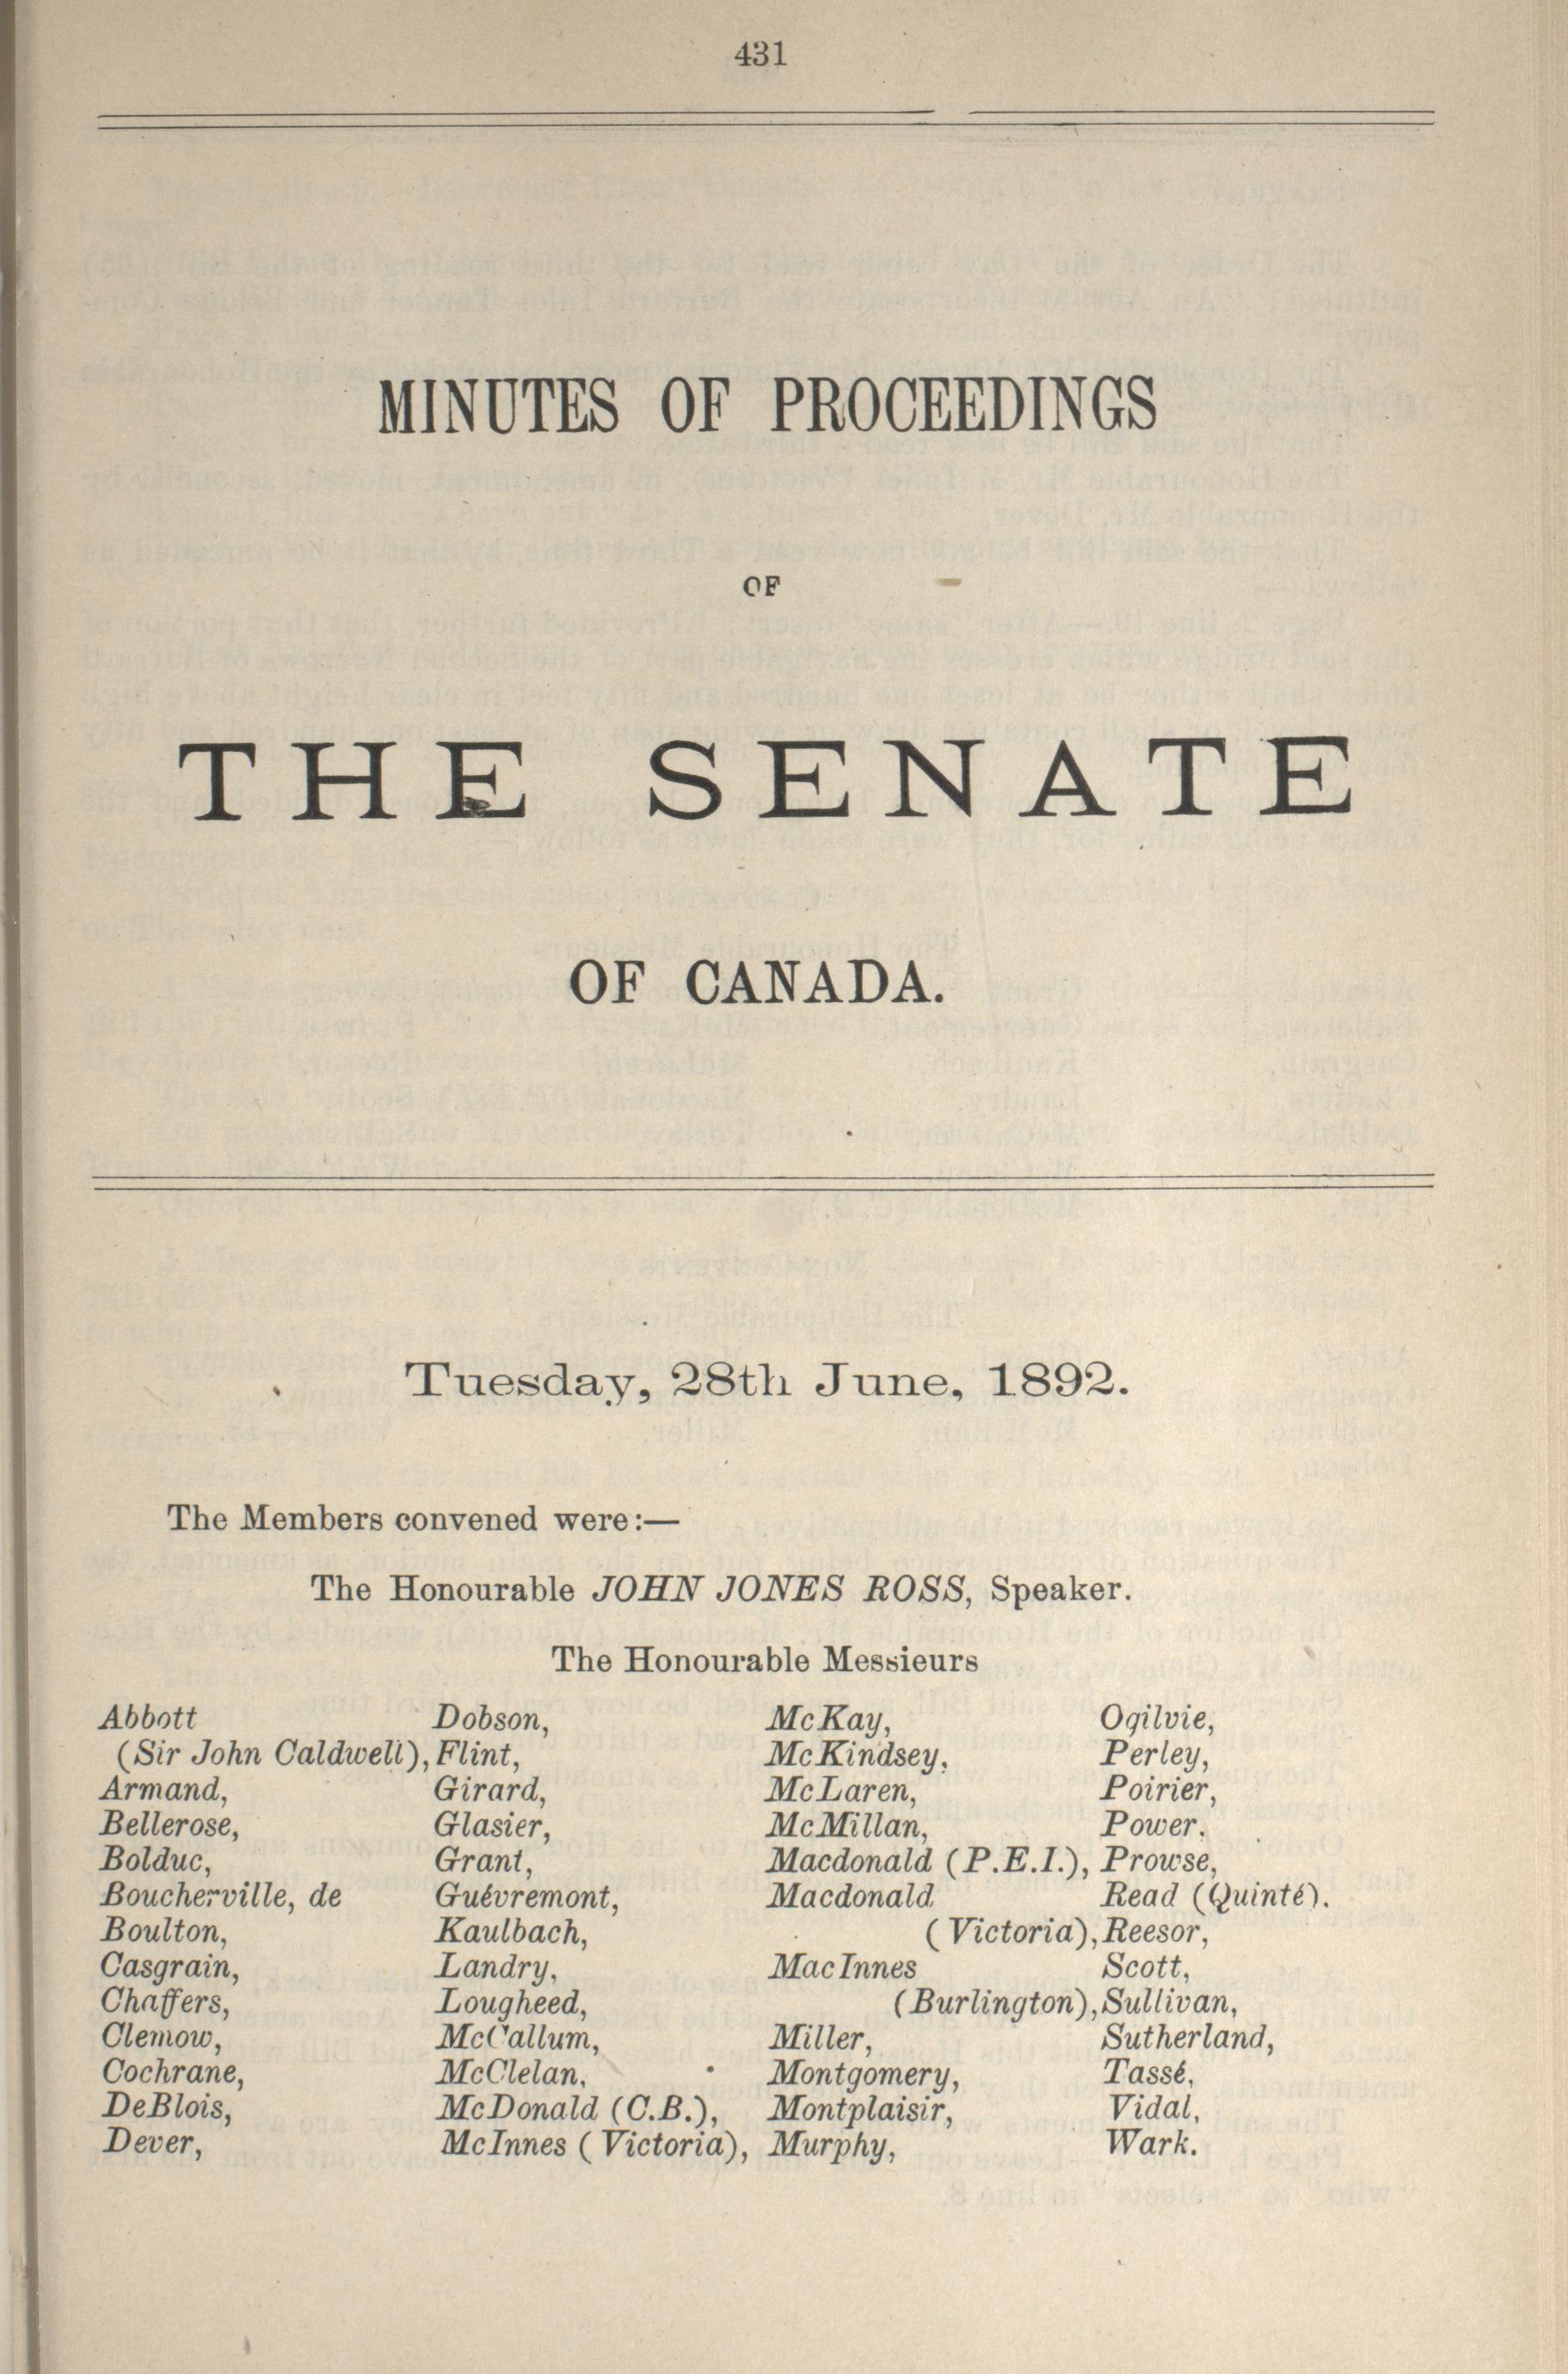 431
MINUTES OF PROCEEDINGS
OF
THE SENATE
OF CANADA.
Tuesday, 28th June, 1892.
The Members convened were:—
The Honourable JOHN JONES ROSS, Speaker.
The Honourable Messieurs
Abbott
(Sir John Caldwell),
Armand,
Bellerose,
Bolduc,
Boucherville, de
Boulton,
Casgrain,
Chaffers,
Clemow,
Cochrane,
DeBlois,
Dever,
Dobson,
Flint,
Girard,
Glasier,
Grant,
Guévremont,
Kaulbach,
Landry,
Lougheed,
McCallum,
McClelan,
McDonald (C.B.),
McInnes (Victoria),
McKay,
McKindsey,
McLaren,
McMillan,
Macdonald (P.E.I.),
Macdonald
(Victoria),
MacInnes
(Burlington),
Miller,
Montgomery,
Montplaisir,
Murphy,
Ogilvie,
Perley,
Poirier,
Power,
Prowse,
Read (Quinté).
Reesor,
Scott,
Sullivan,
Sutherland,
Tassé,
Vidal,
Wark.